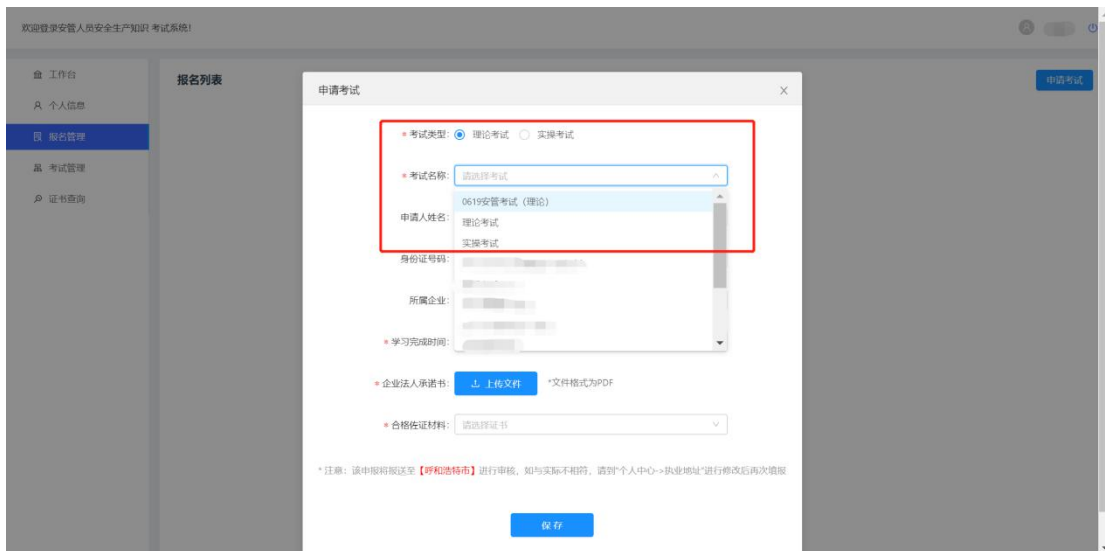 欢迎登录安管人员安全生产知识 考试系统!
工作台
个人信息
报名管理
考试管理
证书查询
报名列表
申请考试
申请考试
* 考试类型: 理论考试 实操考试
* 考试名称: 请选择考试
0619安管考试（理论）
申请人姓名:
理论考试
实操考试
身份证号码:
所属企业:
* 学习完成时间:
* 企业法人承诺书: 上传文件 *文件格式为PDF
* 合格佐证材料: 请选择证书
* 注意：该申报将报送至【呼和浩特市】进行审核，如与实际不相符，请到“个人中心->执业地址”进行修改后再次填报
保存